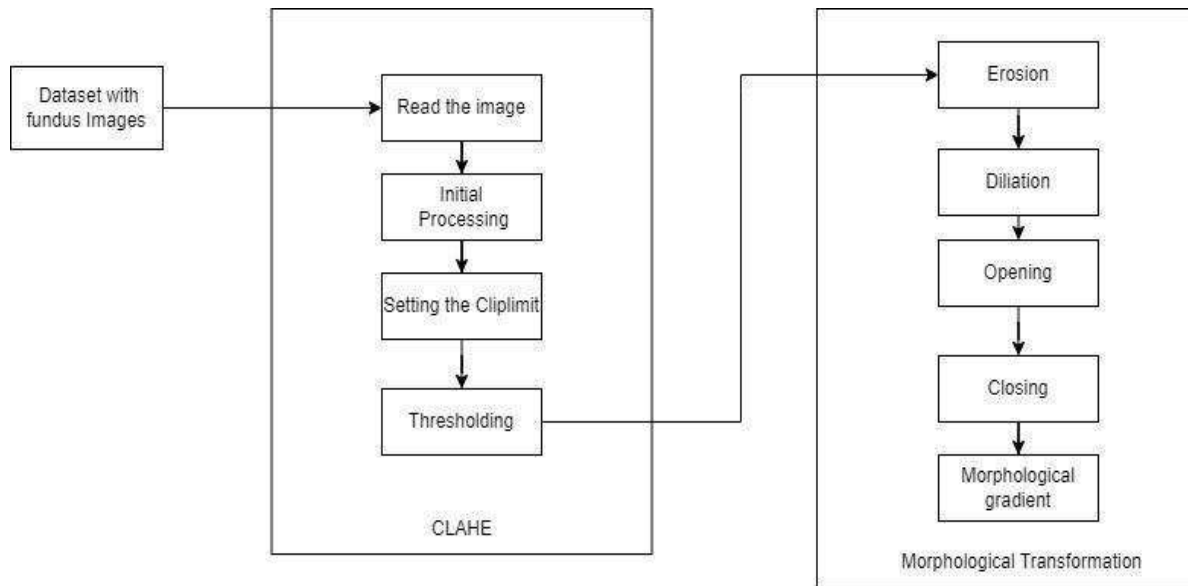 Dataset with
fundus Images
Read the image
Initial
Processing
Setting the Cliplimit
Thresholding
CLAHE
Erosion
Diliation
Opening
Closing
Morphological
gradient
Morphological Transformation